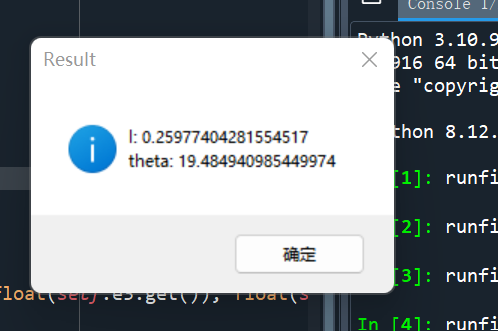 Console 1/
Result
Python 3.10.9
916 64 bit
"copyrig
l: 0.25977404281554517
theta: 19.484940985449974
thon 8.12.
[1]: runfi
确定
[2]: runfi
[3]: runfi
float(self.e3.get()), float(s
In [4]: runfi